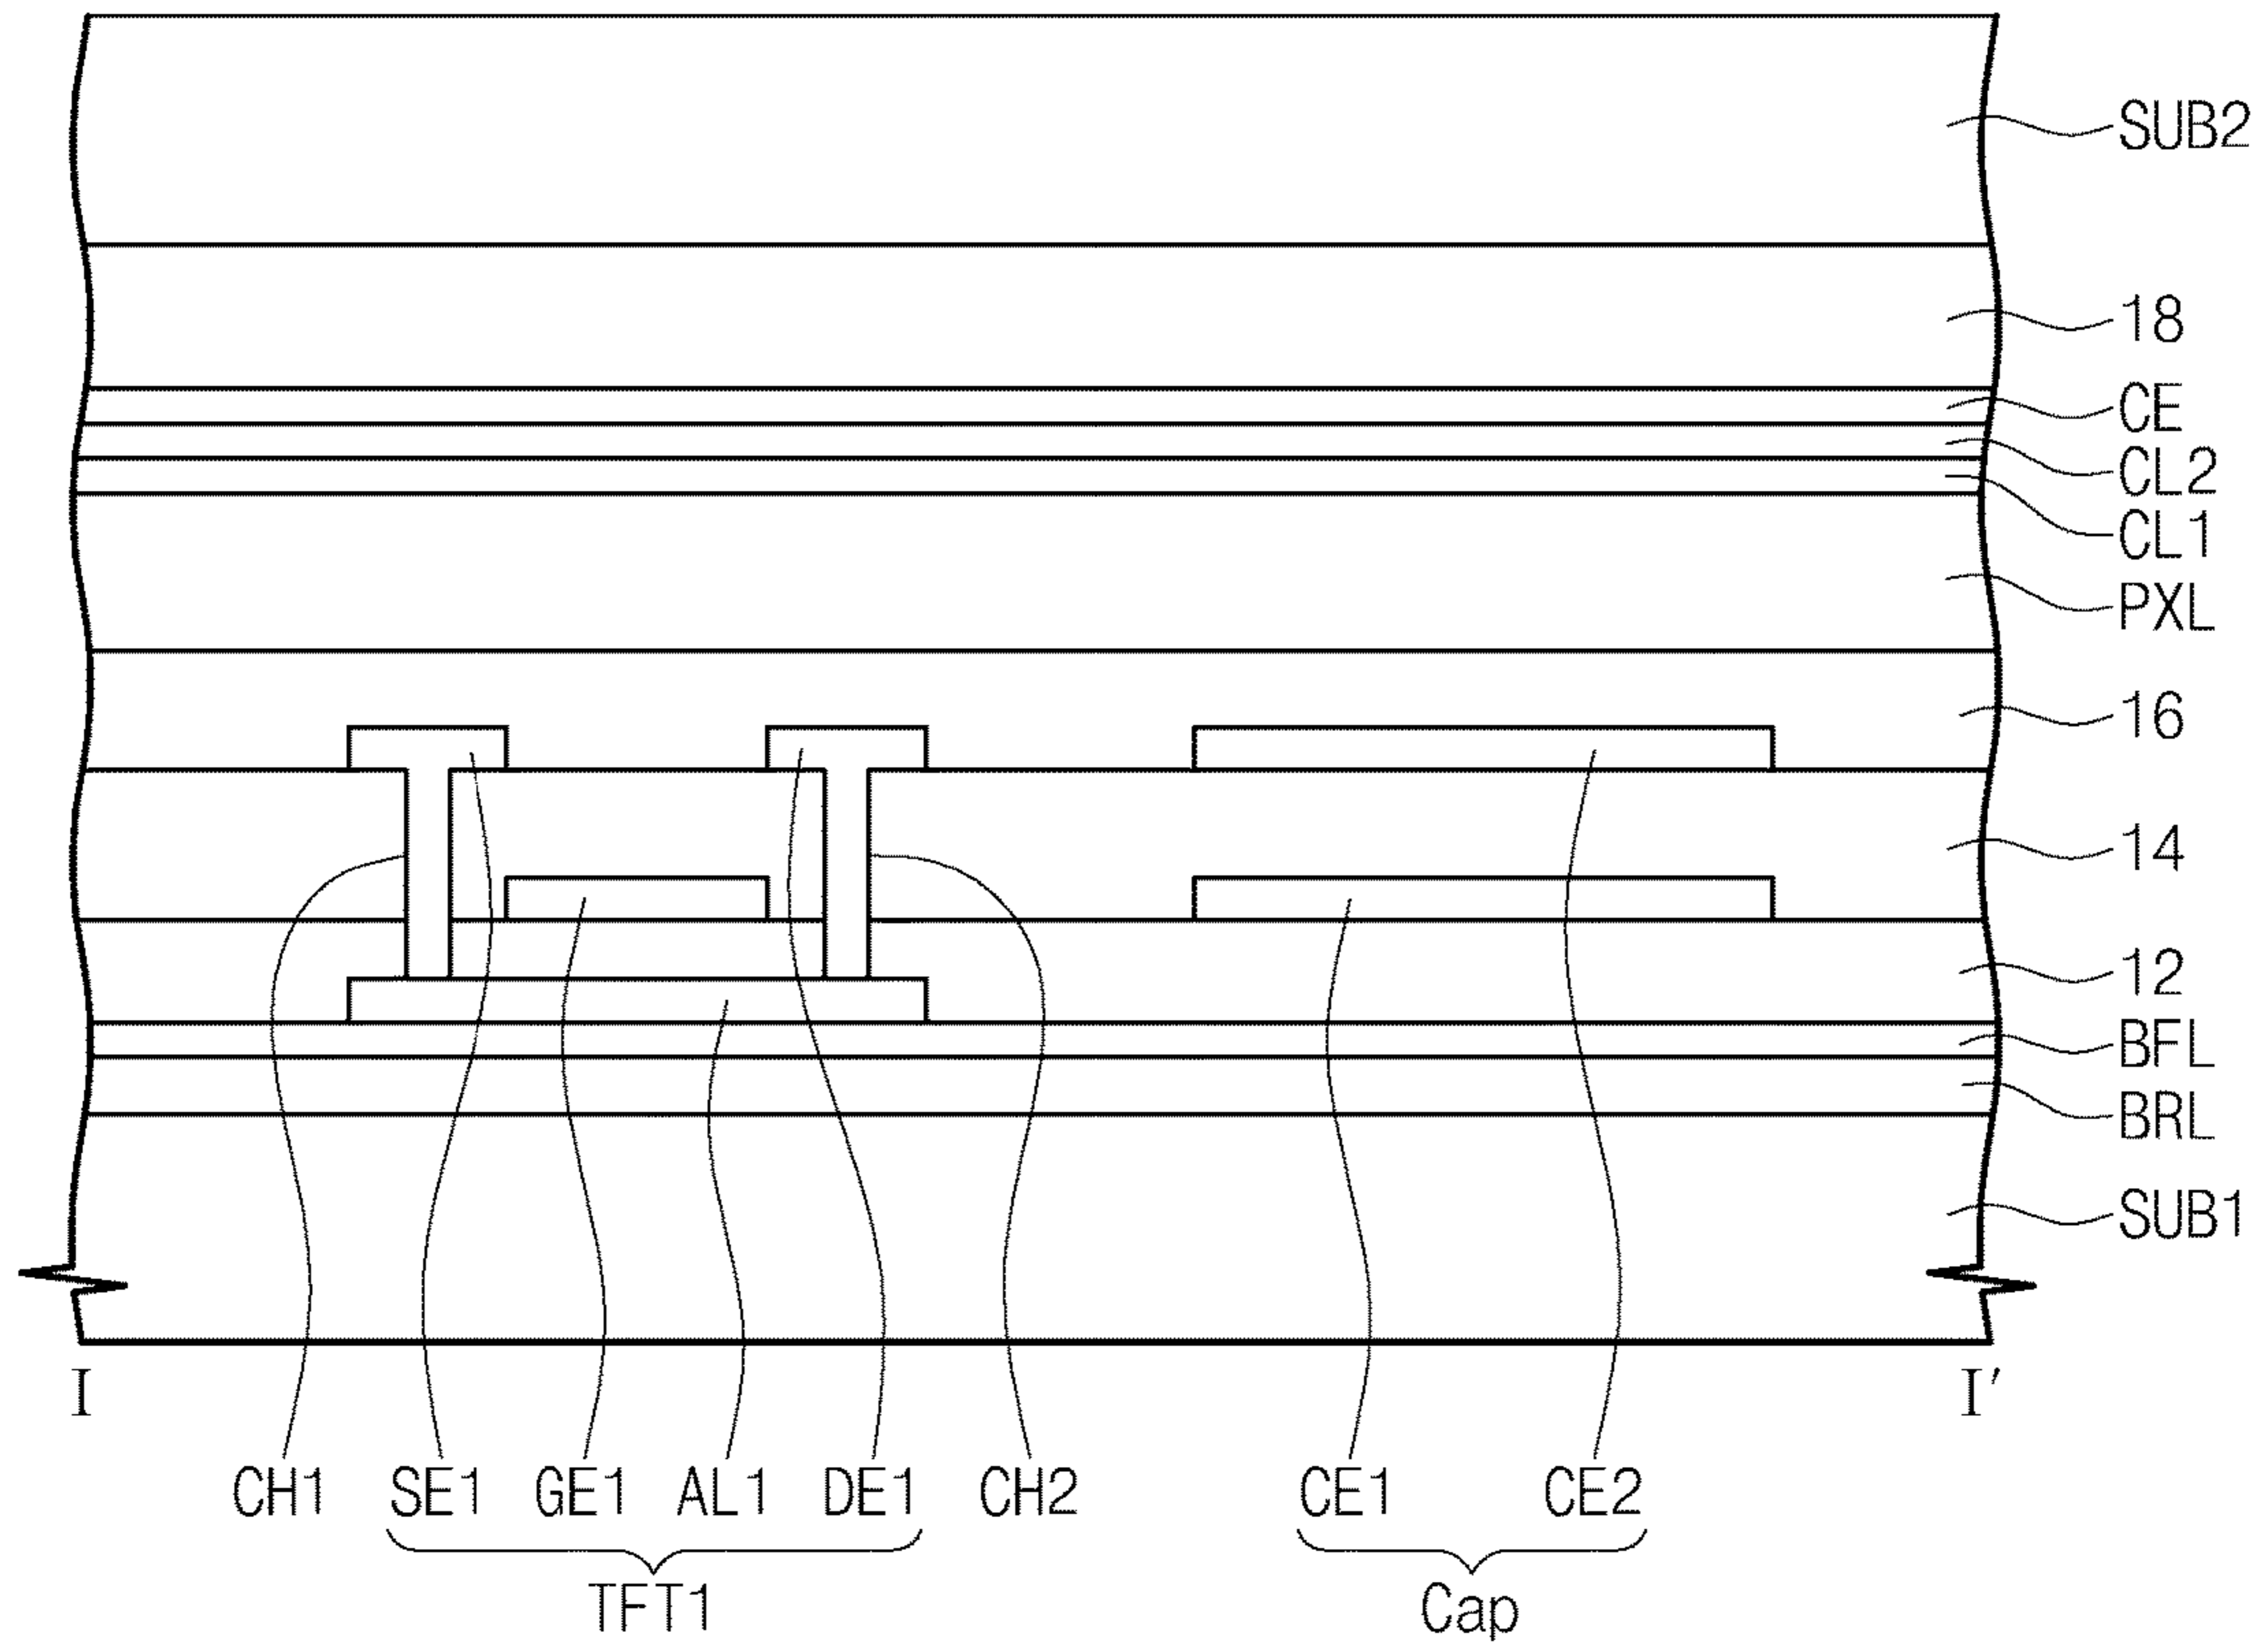 SUB2
18
CE
CL2
CL1
PXL
16
14
12
BFL
BRL
SUB1
I I′
CH1 SE1 GE1 AL1 DE1 CH2 CE1 CE2
TFT1 Cap